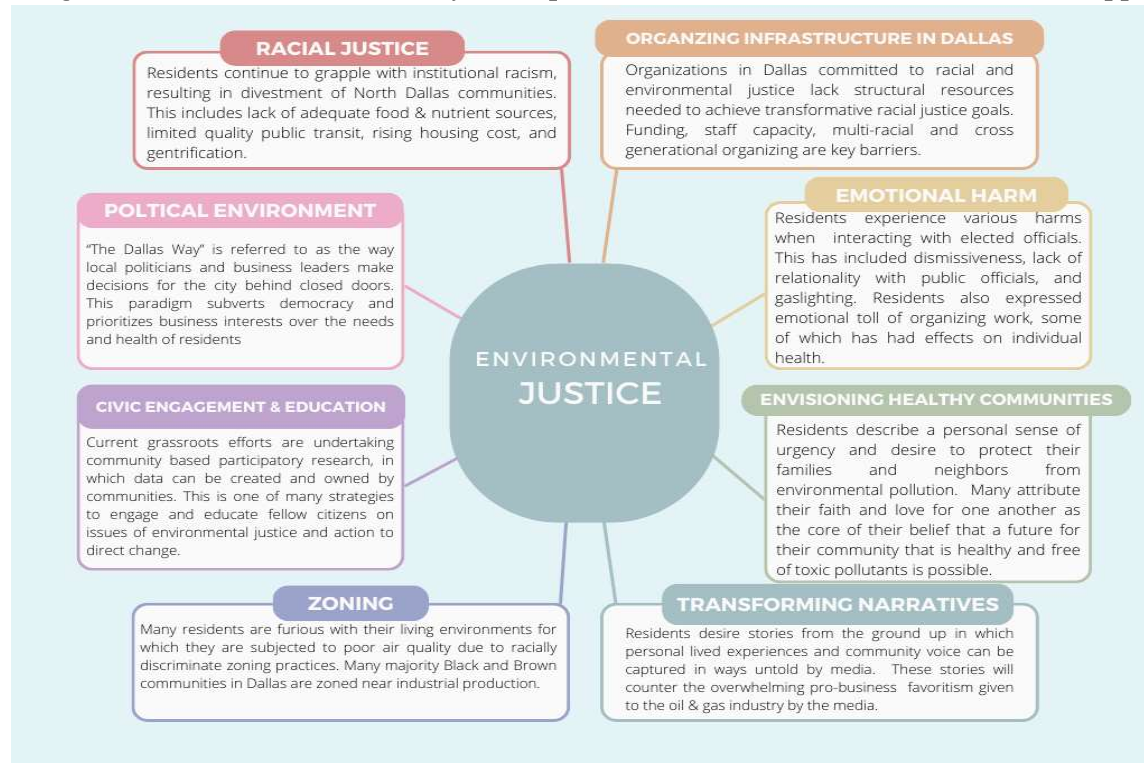 RACIAL JUSTICE
Residents continue to grapple with institutional racism,
resulting in divestment of North Dallas communities.
This includes lack of adequate food & nutrient sources,
limited quality public transit, rising housing cost, and
gentrification.
ORGANZING INFRASTRUCTURE IN DALLAS
Organizations in Dallas committed to racial and
environmental justice lack structural resources
needed to achieve transformative racial justice goals.
Funding, staff capacity, multi-racial and cross
generational organizing are key barriers.
POLTICAL ENVIRONMENT
“The Dallas Way” is referred to as the way
local politicians and business leaders make
decisions for the city behind closed doors.
This paradigm subverts democracy and
prioritizes business interests over the needs
and health of residents
EMOTIONAL HARM
Residents experience various harms
when interacting with elected officials.
This has included dismissiveness, lack of
relationality with public officials, and
gaslighting. Residents also expressed
emotional toll of organizing work, some
of which has had effects on individual
health.
ENVIRONMENTAL
JUSTICE
CIVIC ENGAGEMENT & EDUCATION
Current grassroots efforts are undertaking
community based participatory research, in
which data can be created and owned by
communities. This is one of many strategies
to engage and educate fellow citizens on
issues of environmental justice and action to
direct change.
ENVISIONING HEALTHY COMMUNITIES
Residents describe a personal sense of
urgency and desire to protect their
families and neighbors from
environmental pollution. Many attribute
their faith and love for one another as
the core of their belief that a future for
their community that is healthy and free
of toxic pollutants is possible.
ZONING
Many residents are furious with their living environments for
which they are subjected to poor air quality due to racially
discriminate zoning practices. Many majority Black and Brown
communities in Dallas are zoned near industrial production.
TRANSFORMING NARRATIVES
Residents desire stories from the ground up in which
personal lived experiences and community voice can be
captured in ways untold by media. These stories will
counter the overwhelming pro-business favoritism given
to the oil & gas industry by the media.